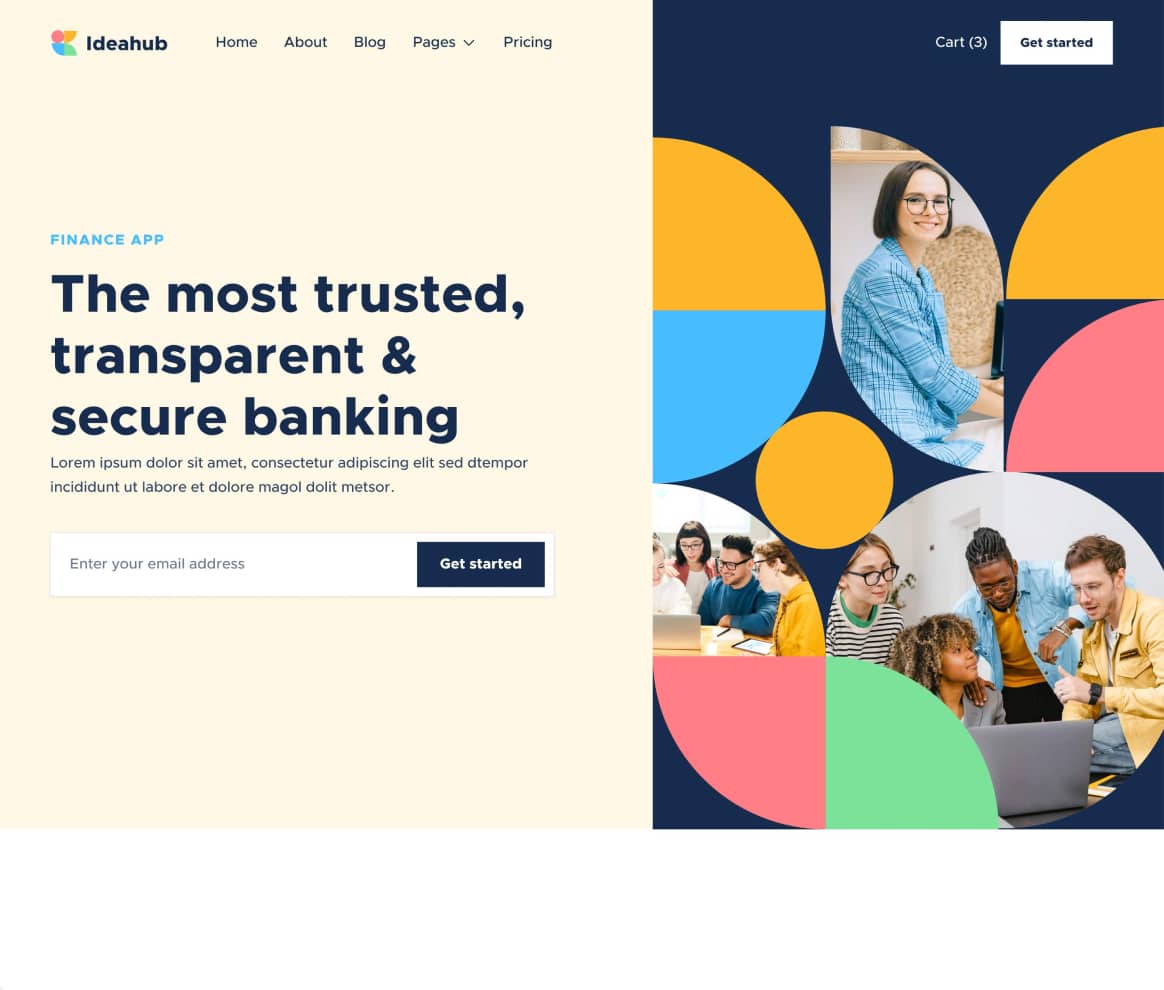 Ideahub
Home
About
Blog
Pages
Pricing
Cart (3)
Get started
FINANCE APP
The most trusted,
transparent &
secure banking
Lorem ipsum dolor sit amet, consectetur adipiscing elit sed dtempor
incididunt ut labore et dolore magol dolit metsor.
Enter your email address
Get started